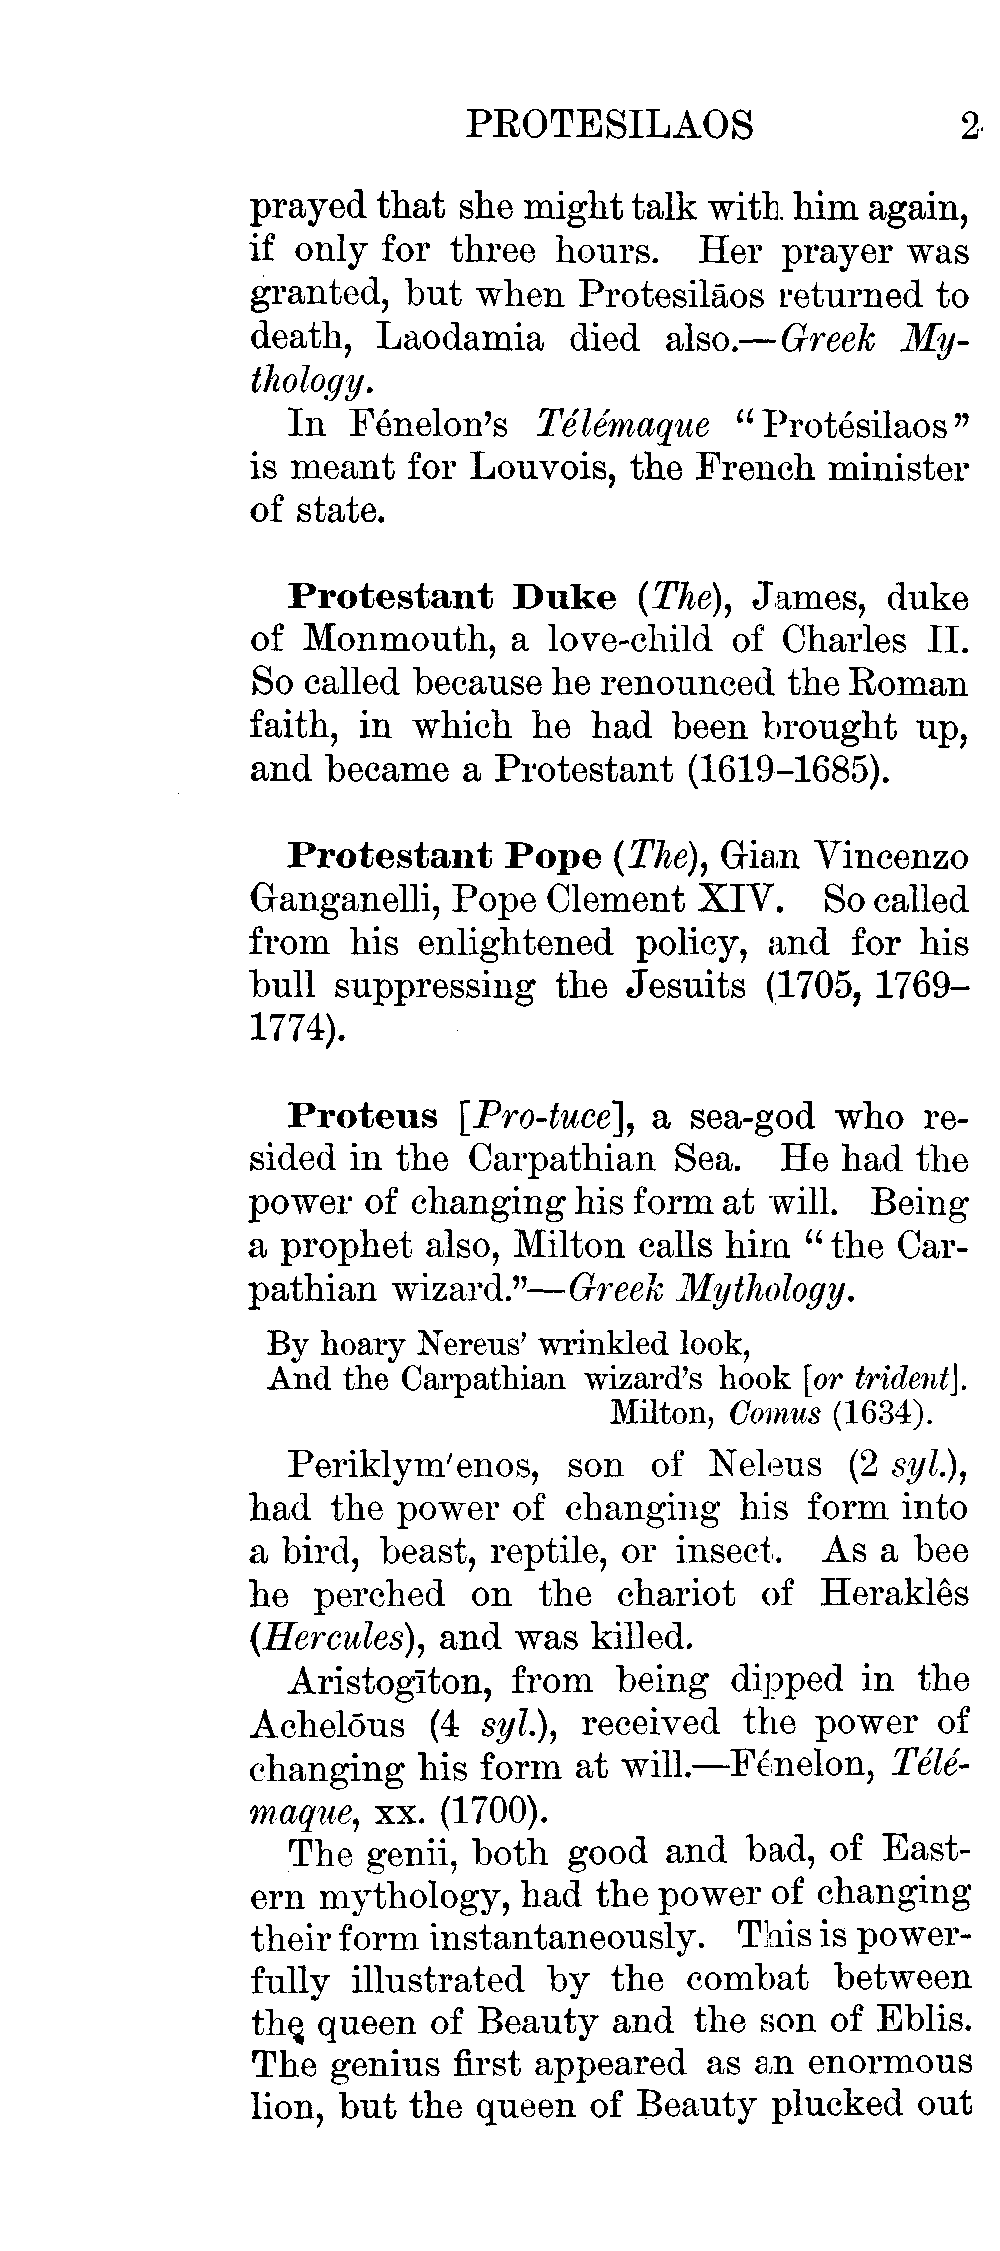 PROTESILAOS 2
prayed that she might talk with him again,
if only for three hours. Her prayer was
granted, but when Protesilāos returned to
death, Laodamia died also.—Greek My-
thology.
In Fénelon's Télémaque "Protésilaos"
is meant for Louvois, the French minister
of state.
Protestant Duke (The), James, duke
of Monmouth, a love-child of Charles II.
So called because he renounced the Roman
faith, in which he had been brought up,
and became a Protestant (1619–1685).
Protestant Pope (The), Gian Vincenzo
Ganganelli, Pope Clement XIV. So called
from his enlightened policy, and for his
bull suppressing the Jesuits (1705, 1769–
1774).
Proteus [Pro-tuce], a sea-god who re-
sided in the Carpathian Sea. He had the
power of changing his form at will. Being
a prophet also, Milton calls him "the Car-
pathian wizard."—Greek Mythology.
By hoary Nereus' wrinkled look,
And the Carpathian wizard's hook [or trident].
Milton, Comus (1634).
Periklym'enos, son of Neleus (2 syl.),
had the power of changing his form into
a bird, beast, reptile, or insect. As a bee
he perched on the chariot of Heraklês
(Hercules), and was killed.
Aristogīton, from being dipped in the
Achelōus (4 syl.), received the power of
changing his form at will.—Fénelon, Télé-
maque, xx. (1700).
The genii, both good and bad, of East-
ern mythology, had the power of changing
their form instantaneously. This is power-
fully illustrated by the combat between
the queen of Beauty and the son of Eblis.
The genius first appeared as an enormous
lion, but the queen of Beauty plucked out